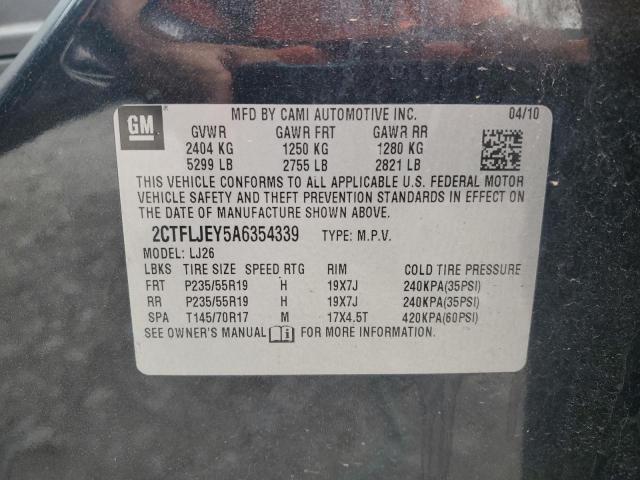 GM® MFD BY CAMI AUTOMOTIVE INC. 04/10
GVWR GAWR FRT GAWR RR
2404 KG 1250 KG 1280 KG
5299 LB 2755 LB 2821 LB
THIS VEHICLE CONFORMS TO ALL APPLICABLE U.S. FEDERAL MOTOR
VEHICLE SAFETY AND THEFT PREVENTION STANDARDS IN EFFECT ON
DATE OF MANUFACTURE SHOWN ABOVE.
2CTFLJEY5A6354339 TYPE: M.P.V.
MODEL: LJ26
LBKS TIRE SIZE SPEED RTG RIM COLD TIRE PRESSURE
FRT P235/55R19 H 19X7J 240KPA(35PSI)
RR P235/55R19 H 19X7J 240KPA(35PSI)
SPA T145/70R17 M 17X4.5T 420KPA(60PSI)
SEE OWNER'S MANUAL FOR MORE INFORMATION.